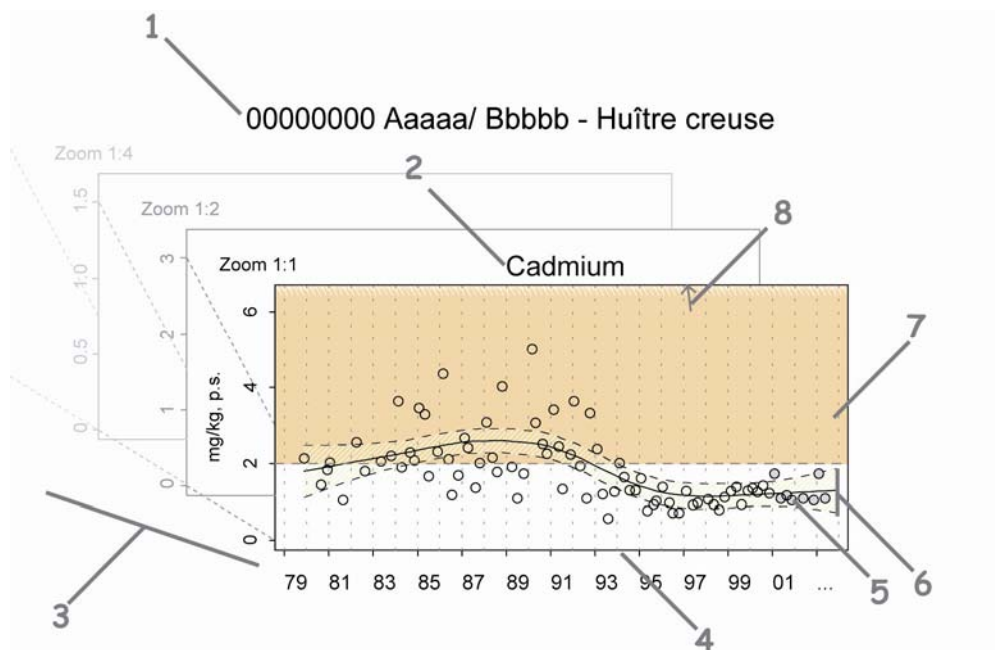 1
00000000 Aaaaa/ Bbbbb - Huître creuse
2
Zoom 1:4
1.5
1.0
0.5
0
Zoom 1:2
3
2
1
0
8
Zoom 1:1
Cadmium
7
mg/kg, p.s.
6
4
2
0
6
5
3
79 81 83 85 87 89 91 93 95 97 99 01 ...
4